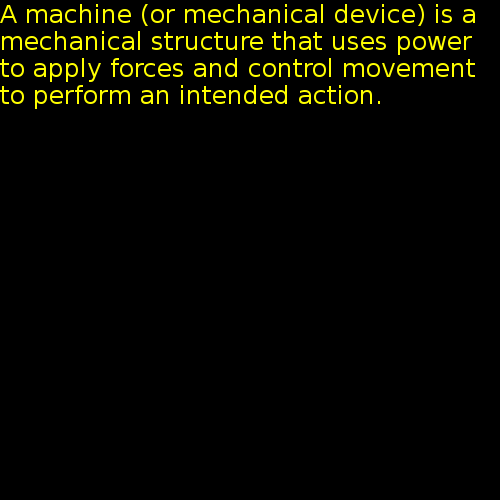 A machine (or mechanical device) is a
mechanical structure that uses power
to apply forces and control movement
to perform an intended action.